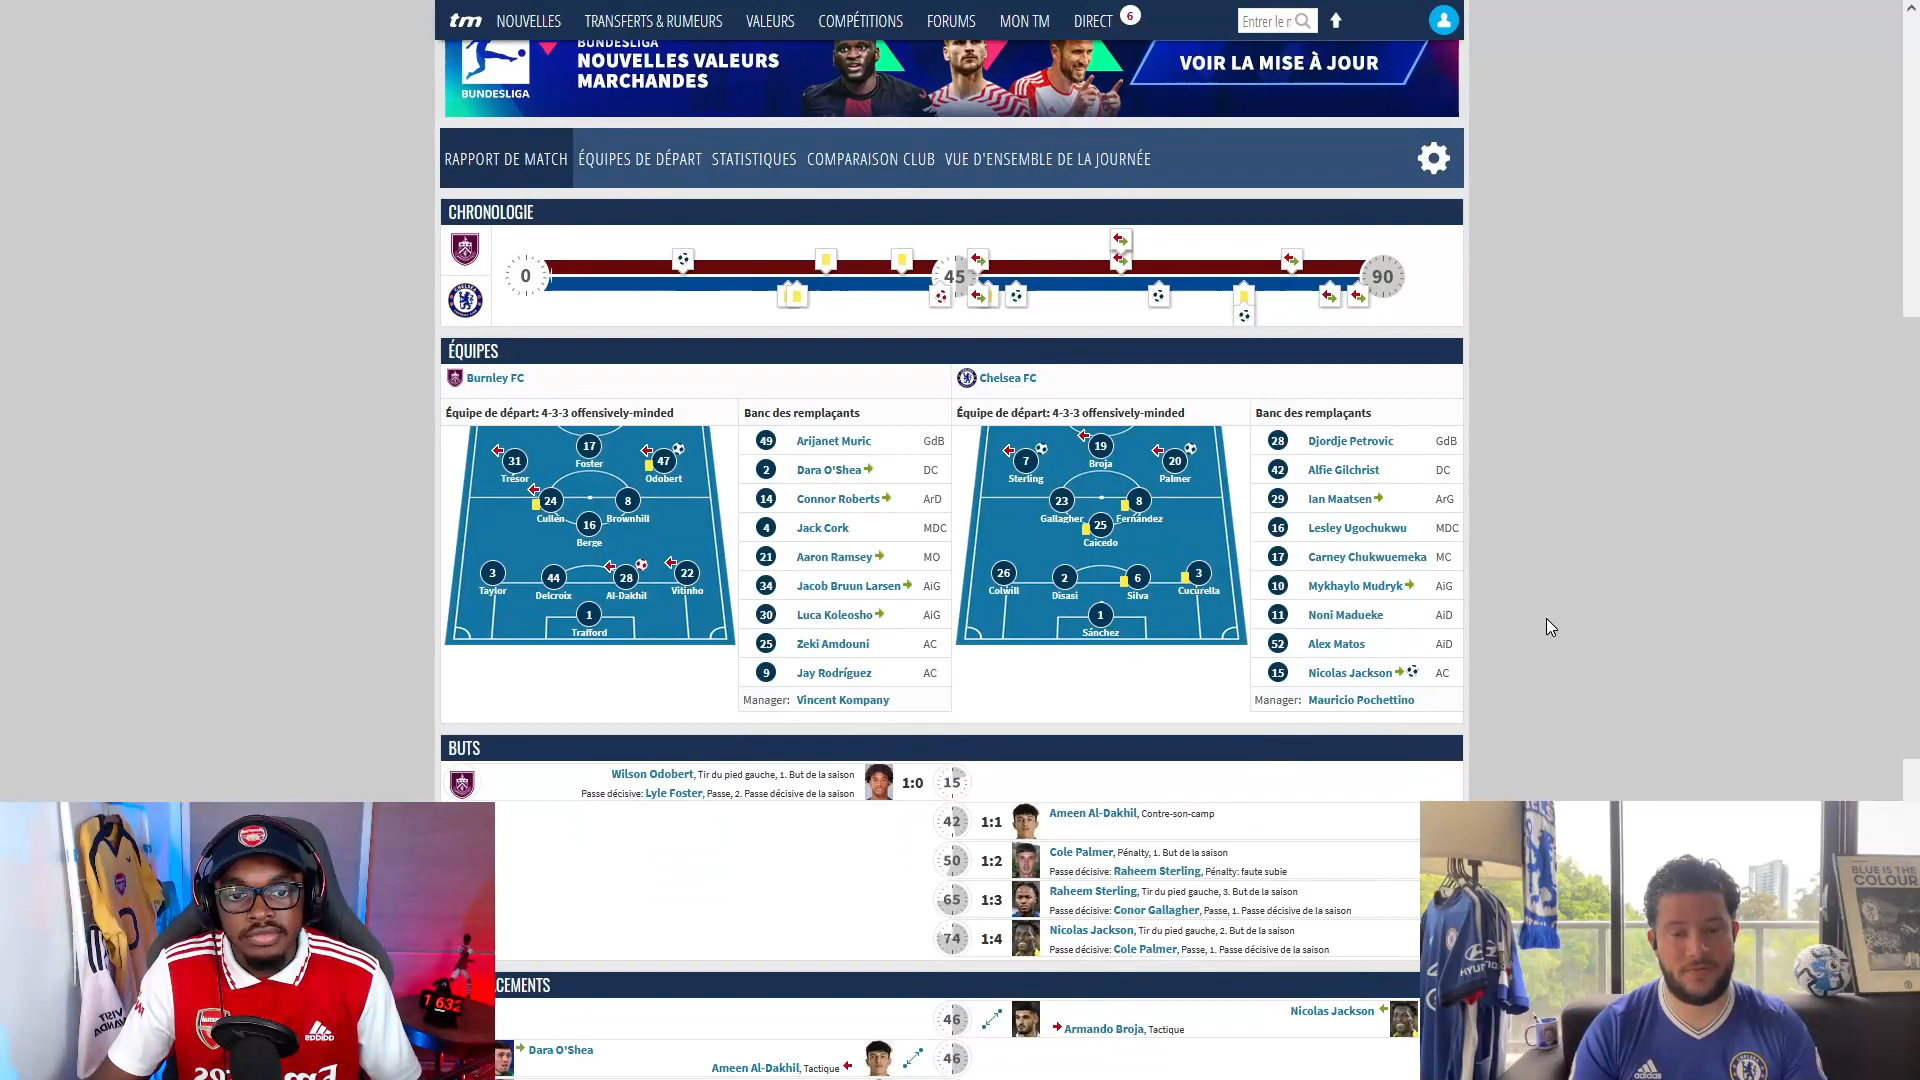 tm NOUVELLES TRANSFERTS & RUMEURS VALEURS COMPÉTITIONS FORUMS MON TM DIRECT 6 Entrer le r
BUNDESLIGA
NOUVELLES VALEURS
MARCHANDES
VOIR LA MISE À JOUR
BUNDESLIGA
RAPPORT DE MATCH ÉQUIPES DE DÉPART STATISTIQUES COMPARAISON CLUB VUE D'ENSEMBLE DE LA JOURNÉE
CHRONOLOGIE
0 45 90
ÉQUIPES
Burnley FC
Équipe de départ: 4-3-3 offensively-minded
31 Trésor
17 Foster
47 Odobert
24 Cullen
8 Brownhill
16 Berge
3 Taylor
44 Delcroix
28 Al-Dakhil
22 Vitinho
1 Trafford
Banc des remplaçants
49 Arijanet Muric GdB
2 Dara O'Shea DC
14 Connor Roberts ArD
4 Jack Cork MDC
21 Aaron Ramsey MO
34 Jacob Bruun Larsen AiG
30 Luca Koleosho AiG
25 Zeki Amdouni AC
9 Jay Rodríguez AC
Manager: Vincent Kompany
Chelsea FC
Équipe de départ: 4-3-3 offensively-minded
7 Sterling
19 Broja
20 Palmer
23 Gallagher
8 Fernández
25 Caicedo
26 Colwill
2 Disasi
6 Silva
3 Cucurella
1 Sánchez
Banc des remplaçants
28 Djordje Petrovic GdB
42 Alfie Gilchrist DC
29 Ian Maatsen ArG
16 Lesley Ugochukwu MDC
17 Carney Chukwuemeka MC
10 Mykhaylo Mudryk AiG
11 Noni Madueke AiD
52 Alex Matos AiD
15 Nicolas Jackson AC
Manager: Mauricio Pochettino
BUTS
Wilson Odobert, Tir du pied gauche, 1. But de la saison
Passe décisive: Lyle Foster, Passe, 2. Passe décisive de la saison
1:0 15
42 1:1 Ameen Al-Dakhil, Contre-son-camp
50 1:2 Cole Palmer, Pénalty, 1. But de la saison
Passe décisive: Raheem Sterling, Pénalty: faute subie
65 1:3 Raheem Sterling, Tir du pied gauche, 3. But de la saison
Passe décisive: Conor Gallagher, Passe, 1. Passe décisive de la saison
74 1:4 Nicolas Jackson, Tir du pied gauche, 2. But de la saison
Passe décisive: Cole Palmer, Passe, 1. Passe décisive de la saison
CEMENTS
46 Nicolas Jackson
Armando Broja, Tactique
Dara O'Shea
Ameen Al-Dakhil, Tactique
46
VISIT
adidas
1 632
BLUE IS THE
COLOUR
adidas